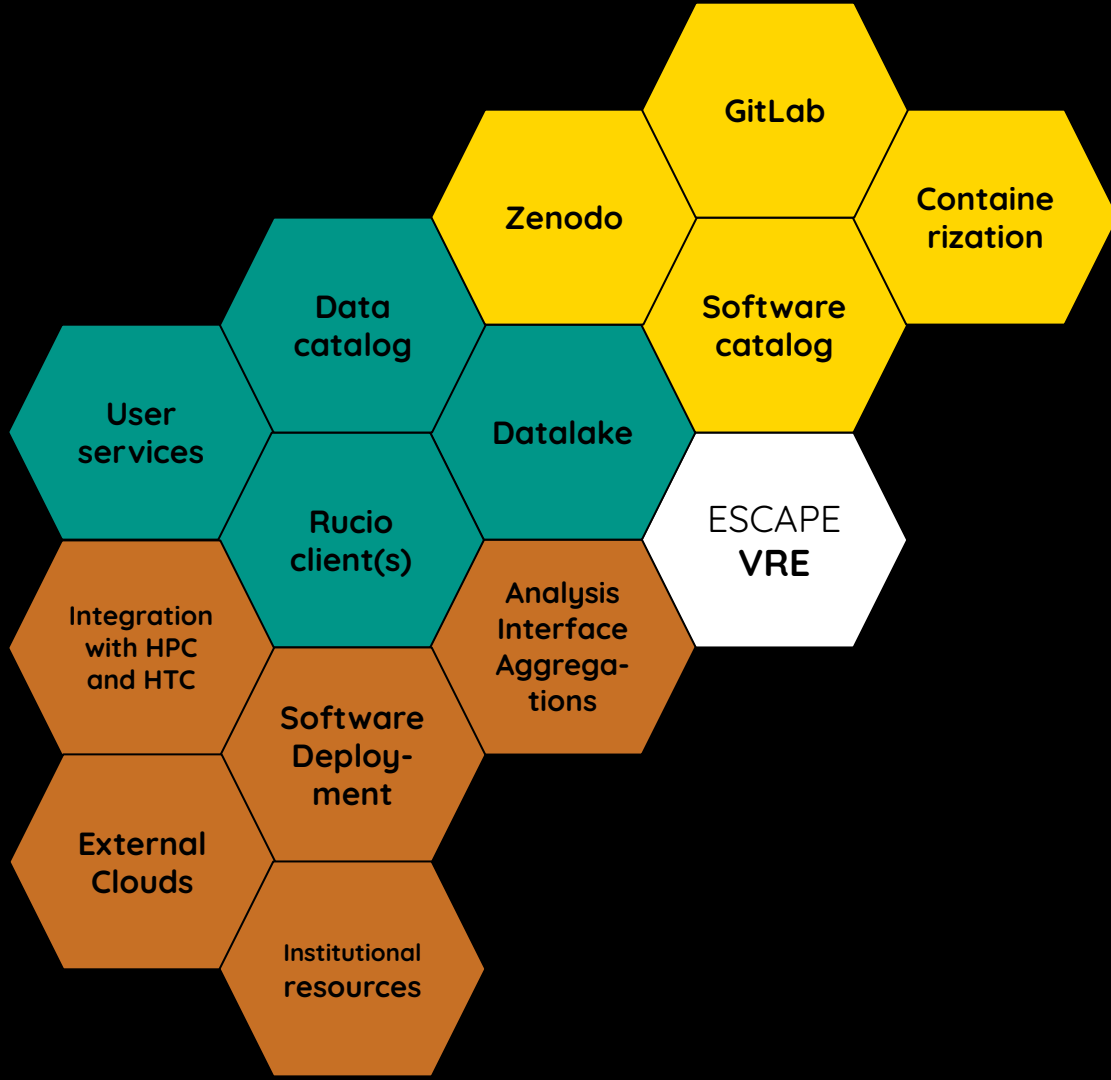 GitLab
Containe
rization
Zenodo
Software
catalog
Data
catalog
User
services
Datalake
Rucio
client(s)
ESCAPE
VRE
Integration
with HPC
and HTC
Analysis
Interface
Aggrega-
tions
Software
Deploy-
ment
External
Clouds
Institutional
resources